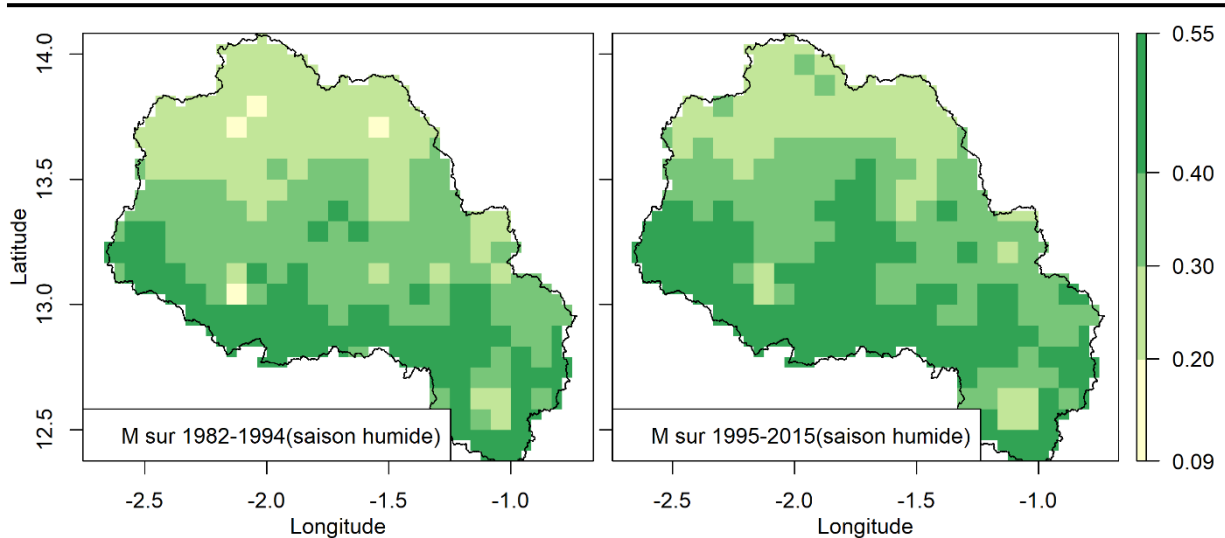 14.0
13.5
13.0
12.5
Latitude
M sur 1982-1994(saison humide)
-2.5 -2.0 -1.5 -1.0
Longitude
M sur 1995-2015(saison humide)
-2.5 -2.0 -1.5 -1.0
Longitude
0.55
0.40
0.30
0.20
0.09